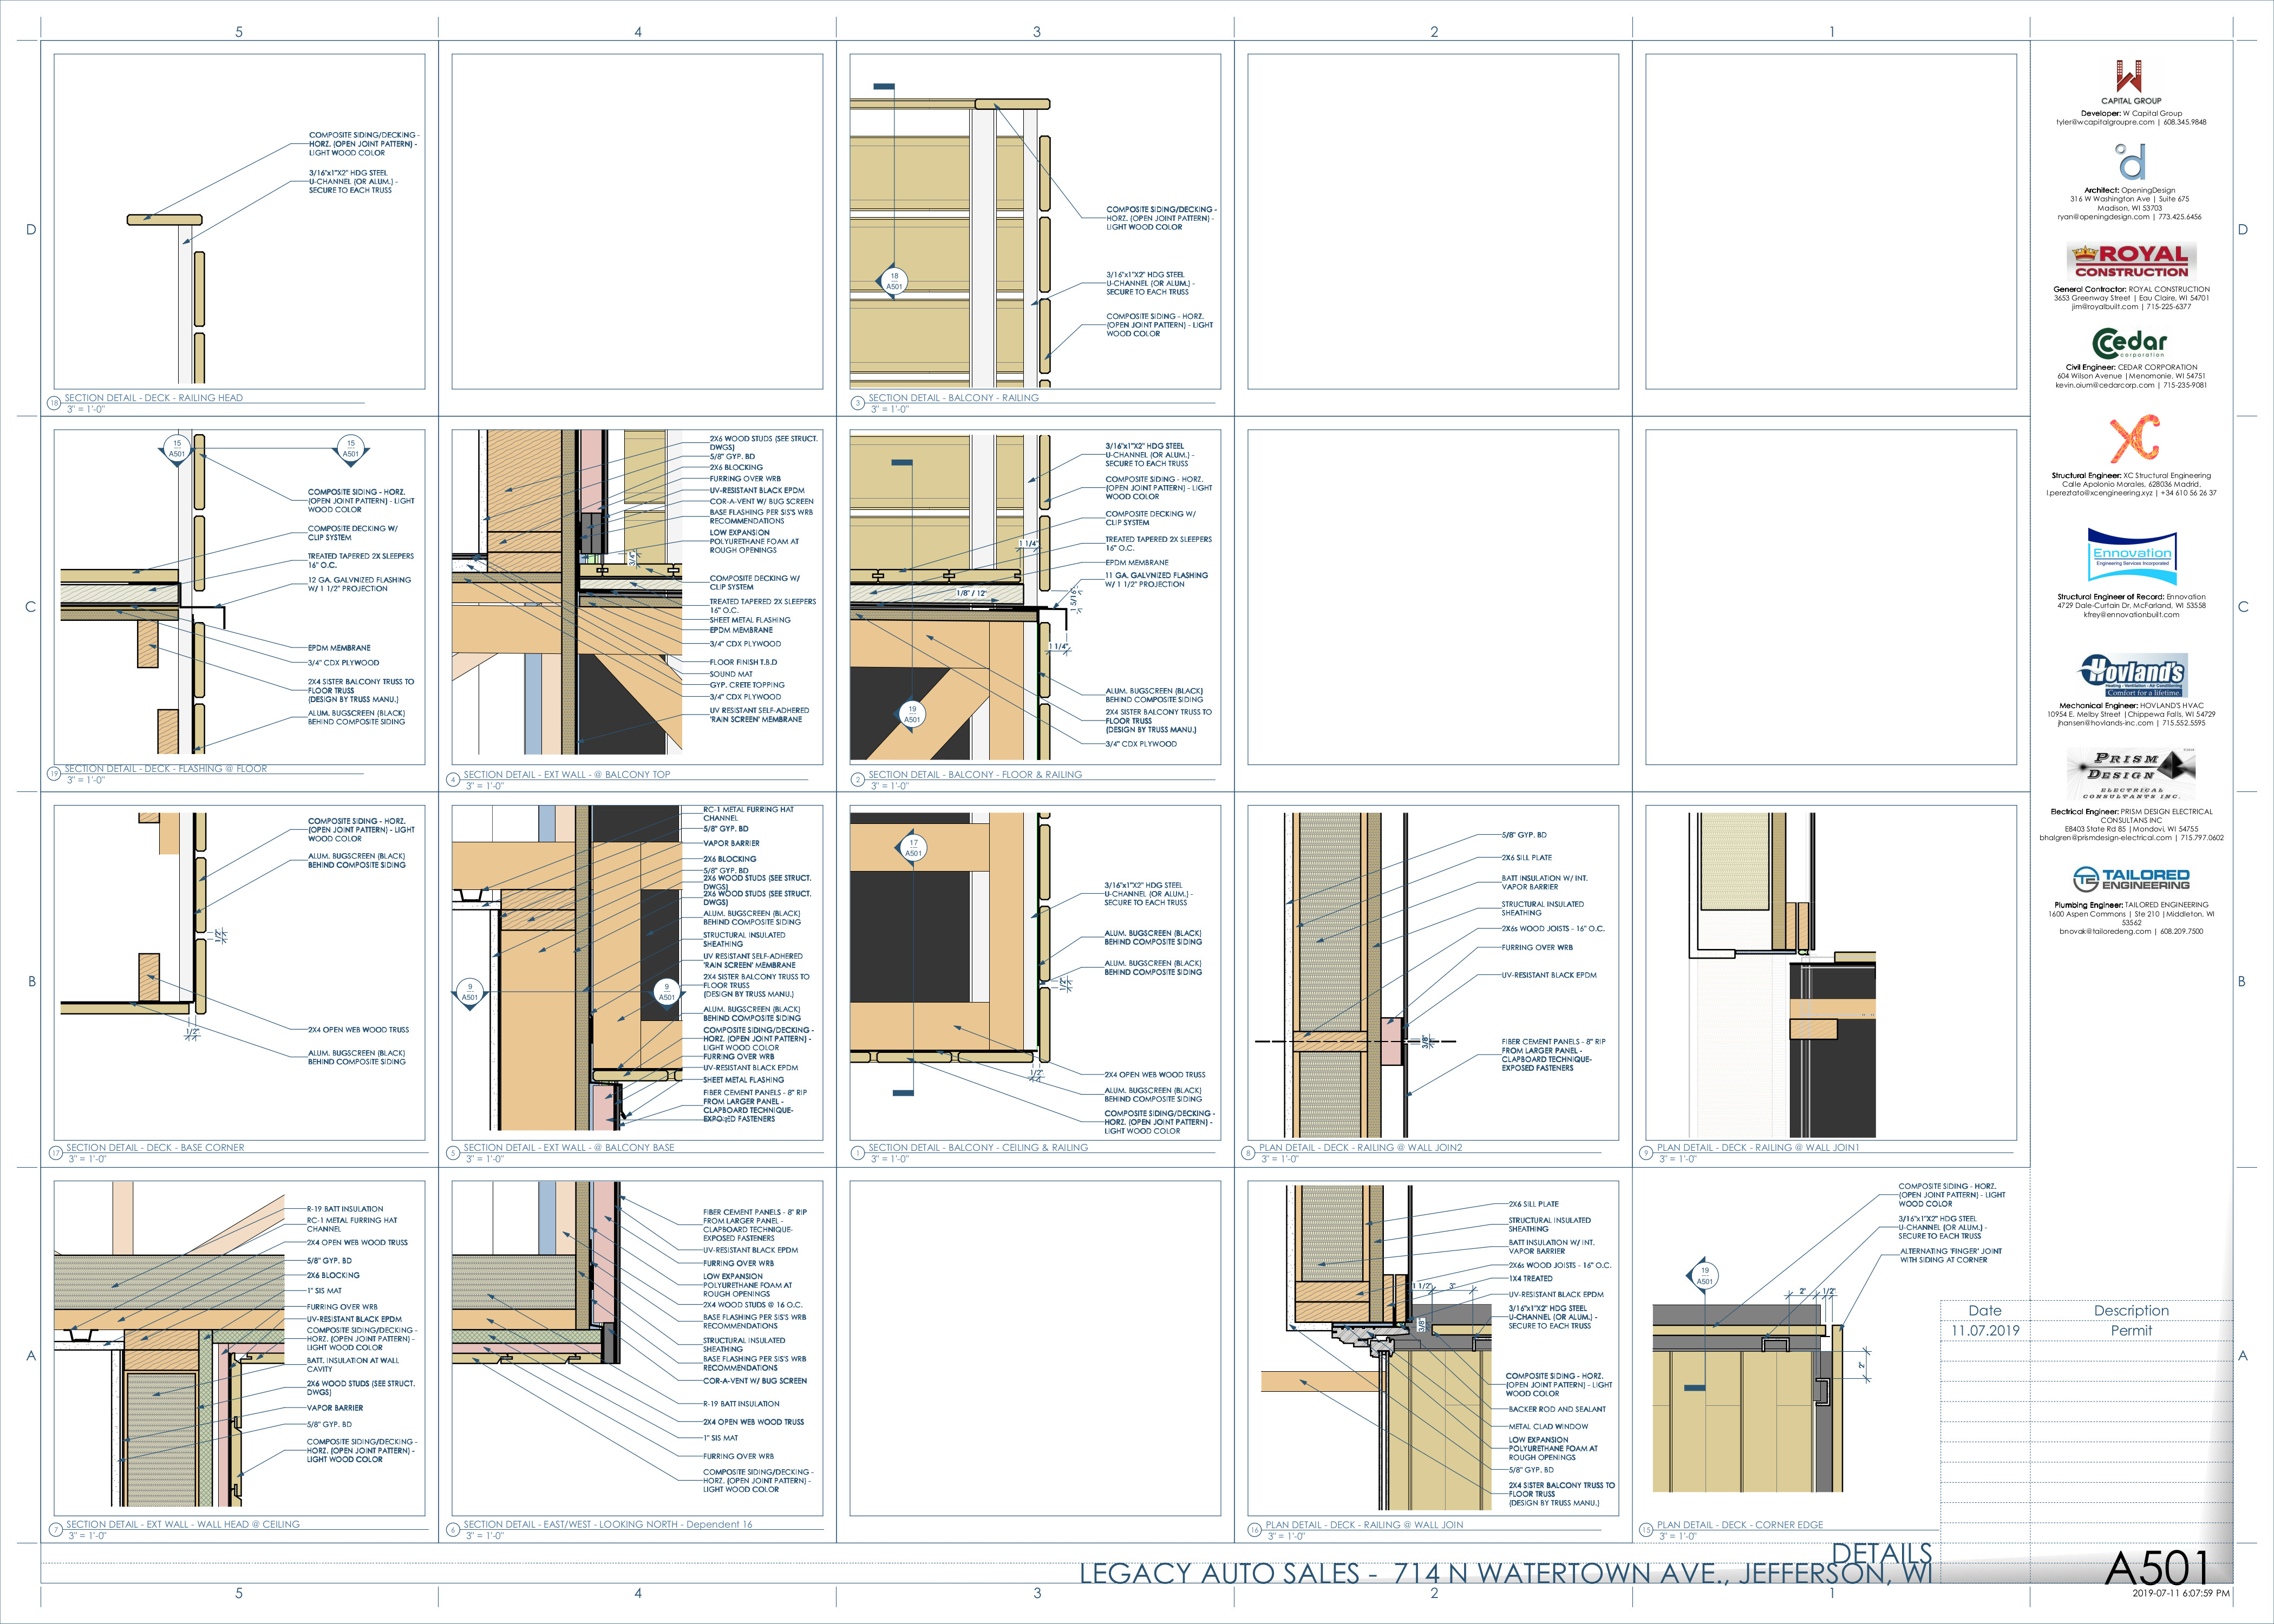 5
4
3
2
1
D
D
COMPOSITE SIDING/DECKING -
HORZ. (OPEN JOINT PATTERN) -
LIGHT WOOD COLOR
3/16"x1"X2" HDG STEEL
U-CHANNEL (OR ALUM.) -
SECURE TO EACH TRUSS
18
SECTION DETAIL - DECK - RAILING HEAD
3" = 1'-0"
18
A501
COMPOSITE SIDING/DECKING -
HORZ. (OPEN JOINT PATTERN) -
LIGHT WOOD COLOR
3/16"x1"X2" HDG STEEL
U-CHANNEL (OR ALUM.) -
SECURE TO EACH TRUSS
COMPOSITE SIDING - HORZ.
(OPEN JOINT PATTERN) - LIGHT
WOOD COLOR
3
SECTION DETAIL - BALCONY - RAILING
3" = 1'-0"
C
C
15
A501
15
A501
COMPOSITE SIDING - HORZ.
(OPEN JOINT PATTERN) - LIGHT
WOOD COLOR
COMPOSITE DECKING W/
CLIP SYSTEM
TREATED TAPERED 2X SLEEPERS
16" O.C.
12 GA. GALVNIZED FLASHING
W/ 1 1/2" PROJECTION
EPDM MEMBRANE
3/4" CDX PLYWOOD
2X4 SISTER BALCONY TRUSS TO
FLOOR TRUSS
(DESIGN BY TRUSS MANU.)
ALUM. BUGSCREEN (BLACK)
BEHIND COMPOSITE SIDING
19
SECTION DETAIL - DECK - FLASHING @ FLOOR
3" = 1'-0"
2X6 WOOD STUDS (SEE STRUCT.
DWGS)
5/8" GYP. BD
2X6 BLOCKING
FURRING OVER WRB
UV-RESISTANT BLACK EPDM
COR-A-VENT W/ BUG SCREEN
BASE FLASHING PER SIS'S WRB
RECOMMENDATIONS
LOW EXPANSION
POLYURETHANE FOAM AT
ROUGH OPENINGS
3/4"
COMPOSITE DECKING W/
CLIP SYSTEM
TREATED TAPERED 2X SLEEPERS
16" O.C.
SHEET METAL FLASHING
EPDM MEMBRANE
3/4" CDX PLYWOOD
FLOOR FINISH T.B.D
SOUND MAT
GYP. CRETE TOPPING
3/4" CDX PLYWOOD
UV RESISTANT SELF-ADHERED
'RAIN SCREEN' MEMBRANE
4
SECTION DETAIL - EXT WALL - @ BALCONY TOP
3" = 1'-0"
3/16"x1"X2" HDG STEEL
U-CHANNEL (OR ALUM.) -
SECURE TO EACH TRUSS
COMPOSITE SIDING - HORZ.
(OPEN JOINT PATTERN) - LIGHT
WOOD COLOR
COMPOSITE DECKING W/
CLIP SYSTEM
TREATED TAPERED 2X SLEEPERS
16" O.C.
EPDM MEMBRANE
11 GA. GALVNIZED FLASHING
W/ 1 1/2" PROJECTION
1 1/4"
1/8" / 12"
1 5/16"
1 1/4"
19
A501
ALUM. BUGSCREEN (BLACK)
BEHIND COMPOSITE SIDING
2X4 SISTER BALCONY TRUSS TO
FLOOR TRUSS
(DESIGN BY TRUSS MANU.)
3/4" CDX PLYWOOD
2
SECTION DETAIL - BALCONY - FLOOR & RAILING
3" = 1'-0"
B
B
COMPOSITE SIDING - HORZ.
(OPEN JOINT PATTERN) - LIGHT
WOOD COLOR
ALUM. BUGSCREEN (BLACK)
BEHIND COMPOSITE SIDING
1/2"
1/2"
2X4 OPEN WEB WOOD TRUSS
ALUM. BUGSCREEN (BLACK)
BEHIND COMPOSITE SIDING
17
SECTION DETAIL - DECK - BASE CORNER
3" = 1'-0"
RC-1 METAL FURRING HAT
CHANNEL
5/8" GYP. BD
VAPOR BARRIER
2X6 BLOCKING
5/8" GYP. BD
2X6 WOOD STUDS (SEE STRUCT.
DWGS)
2X6 WOOD STUDS (SEE STRUCT.
DWGS)
ALUM. BUGSCREEN (BLACK)
BEHIND COMPOSITE SIDING
STRUCTURAL INSULATED
SHEATHING
UV RESISTANT SELF-ADHERED
'RAIN SCREEN' MEMBRANE
2X4 SISTER BALCONY TRUSS TO
FLOOR TRUSS
(DESIGN BY TRUSS MANU.)
ALUM. BUGSCREEN (BLACK)
BEHIND COMPOSITE SIDING
COMPOSITE SIDING/DECKING -
HORZ. (OPEN JOINT PATTERN) -
LIGHT WOOD COLOR
FURRING OVER WRB
UV-RESISTANT BLACK EPDM
SHEET METAL FLASHING
FIBER CEMENT PANELS - 8" RIP
FROM LARGER PANEL -
CLAPBOARD TECHNIQUE-
EXPOSED FASTENERS
9
A501
9
A501
5
SECTION DETAIL - EXT WALL - @ BALCONY BASE
3" = 1'-0"
17
A501
3/16"x1"X2" HDG STEEL
U-CHANNEL (OR ALUM.) -
SECURE TO EACH TRUSS
ALUM. BUGSCREEN (BLACK)
BEHIND COMPOSITE SIDING
ALUM. BUGSCREEN (BLACK)
BEHIND COMPOSITE SIDING
1/2"
1/2"
2X4 OPEN WEB WOOD TRUSS
ALUM. BUGSCREEN (BLACK)
BEHIND COMPOSITE SIDING
COMPOSITE SIDING/DECKING -
HORZ. (OPEN JOINT PATTERN) -
LIGHT WOOD COLOR
1
SECTION DETAIL - BALCONY - CEILING & RAILING
3" = 1'-0"
5/8" GYP. BD
2X6 SILL PLATE
BATT INSULATION W/ INT.
VAPOR BARRIER
STRUCTURAL INSULATED
SHEATHING
2X6s WOOD JOISTS - 16" O.C.
FURRING OVER WRB
UV-RESISTANT BLACK EPDM
3/8"
FIBER CEMENT PANELS - 8" RIP
FROM LARGER PANEL -
CLAPBOARD TECHNIQUE-
EXPOSED FASTENERS
8
PLAN DETAIL - DECK - RAILING @ WALL JOIN2
3" = 1'-0"
9
PLAN DETAIL - DECK - RAILING @ WALL JOIN1
3" = 1'-0"
A
A
R-19 BATT INSULATION
RC-1 METAL FURRING HAT
CHANNEL
2X4 OPEN WEB WOOD TRUSS
5/8" GYP. BD
2X6 BLOCKING
1" SIS MAT
FURRING OVER WRB
UV-RESISTANT BLACK EPDM
COMPOSITE SIDING/DECKING -
HORZ. (OPEN JOINT PATTERN) -
LIGHT WOOD COLOR
BATT. INSULATION AT WALL
CAVITY
2X6 WOOD STUDS (SEE STRUCT.
DWGS)
VAPOR BARRIER
5/8" GYP. BD
COMPOSITE SIDING/DECKING -
HORZ. (OPEN JOINT PATTERN) -
LIGHT WOOD COLOR
7
SECTION DETAIL - EXT WALL - WALL HEAD @ CEILING
3" = 1'-0"
FIBER CEMENT PANELS - 8" RIP
FROM LARGER PANEL -
CLAPBOARD TECHNIQUE-
EXPOSED FASTENERS
UV-RESISTANT BLACK EPDM
FURRING OVER WRB
LOW EXPANSION
POLYURETHANE FOAM AT
ROUGH OPENINGS
2X4 WOOD STUDS @ 16 O.C.
BASE FLASHING PER SIS'S WRB
RECOMMENDATIONS
STRUCTURAL INSULATED
SHEATHING
BASE FLASHING PER SIS'S WRB
RECOMMENDATIONS
COR-A-VENT W/ BUG SCREEN
R-19 BATT INSULATION
2X4 OPEN WEB WOOD TRUSS
1" SIS MAT
FURRING OVER WRB
COMPOSITE SIDING/DECKING -
HORZ. (OPEN JOINT PATTERN) -
LIGHT WOOD COLOR
6
SECTION DETAIL - EAST/WEST - LOOKING NORTH - Dependent 16
3" = 1'-0"
2X6 SILL PLATE
STRUCTURAL INSULATED
SHEATHING
BATT INSULATION W/ INT.
VAPOR BARRIER
2X6s WOOD JOISTS - 16" O.C.
1X4 TREATED
UV-RESISTANT BLACK EPDM
3/16"x1"X2" HDG STEEL
U-CHANNEL (OR ALUM.) -
SECURE TO EACH TRUSS
1 1/2"
3"
3/8"
COMPOSITE SIDING - HORZ.
(OPEN JOINT PATTERN) - LIGHT
WOOD COLOR
BACKER ROD AND SEALANT
METAL CLAD WINDOW
LOW EXPANSION
POLYURETHANE FOAM AT
ROUGH OPENINGS
5/8" GYP. BD
2X4 SISTER BALCONY TRUSS TO
FLOOR TRUSS
(DESIGN BY TRUSS MANU.)
16
PLAN DETAIL - DECK - RAILING @ WALL JOIN
3" = 1'-0"
COMPOSITE SIDING - HORZ.
(OPEN JOINT PATTERN) - LIGHT
WOOD COLOR
3/16"x1"X2" HDG STEEL
U-CHANNEL (OR ALUM.) -
SECURE TO EACH TRUSS
ALTERNATING 'FINGER' JOINT
WITH SIDING AT CORNER
19
A501
2"
1/2"
2"
15
PLAN DETAIL - DECK - CORNER EDGE
3" = 1'-0"
W
CAPITAL GROUP
Developer: W Capital Group
tyler@wcapitalgroupre.com | 608.345.9848
d
Architect: OpeningDesign
316 W Washington Ave | Suite 675
Madison, WI 53703
ryan@openingdesign.com | 773.425.6456
ROYAL
CONSTRUCTION
General Contractor: ROYAL CONSTRUCTION
3653 Greenway Street | Eau Claire, WI 54701
jim@royalbuilt.com | 715-225-6377
Cedar
corporation
Civil Engineer: CEDAR CORPORATION
604 Wilson Avenue |Menomonie, WI 54751
kevin.oium@cedarcorp.com | 715-235-9081
XC
Structural Engineer: XC Structural Engineering
Calle Apolonio Morales, 628036 Madrid,
l.pereztato@xcengineering.xyz | +34 610 56 26 37
Ennovation
Engineering Services Incorporated
Structural Engineer of Record: Ennovation
4729 Dale-Curtain Dr, McFarland, WI 53558
kfrey@ennovationbuilt.com
Hovland's
Heating - Ventilation - Air Conditioning
Comfort for a lifetime.
Mechanical Engineer: HOVLAND'S HVAC
10954 E. Melby Street |Chippewa Falls, WI 54729
jhansen@hovlands-inc.com | 715.552.5595
PRISM
DESIGN
ELECTRICAL
CONSULTANTS INC.
Electrical Engineer: PRISM DESIGN ELECTRICAL
CONSULTANS INC
E8403 State Rd 85 |Mondovi, WI 54755
bhalgren@prismdesign-electrical.com | 715.797.0602
TE TAILORED
ENGINEERING
Plumbing Engineer: TAILORED ENGINEERING
1600 Aspen Commons | Ste 210 |Middleton, WI
53562
bnovak@tailoredeng.com | 608.209.7500
Date
Description
11.07.2019
Permit
DETAILS
LEGACY AUTO SALES - 714 N WATERTOWN AVE., JEFFERSON, WI
A501
2019-07-11 6:07:59 PM
5
4
3
2
1